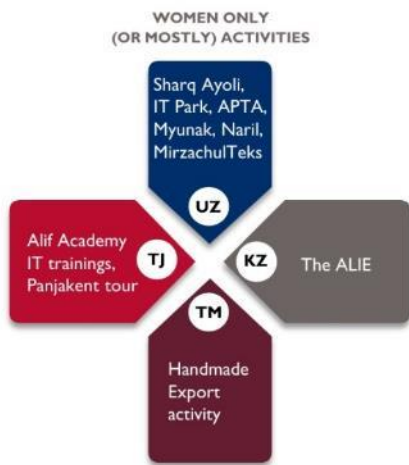 WOMEN ONLY
(OR MOSTLY) ACTIVITIES
Sharq Ayoli,
IT Park, APTA,
Myunak, Naril,
MirzachulTeks
UZ
Alif Academy
IT trainings,
Panjakent tour
TJ
KZ
The ALIE
TM
Handmade
Export
activity